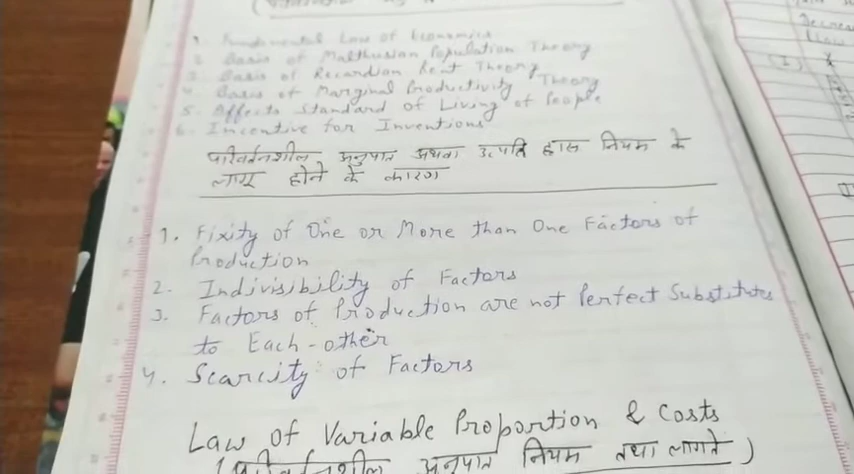 1. Fundamental Law of Economics
2. Basis of Malthusian Population Theory
3. Basis of Recardian Rent Theory
4. Basis of Marginal Productivity Theory
5. Affects Standard of Living of People
6. Incentive for Inventions
परिवर्तनशील अनुपात अथवा उत्पत्ति ह्रास नियम के
लागू होने के कारण
1. Fixity of One or More than One Factors of
Production
2. Indivisibility of Factors
3. Factors of Production are not Perfect Substitutes
to Each-other
4. Scarcity of Factors
Law of Variable Proportion & Costs
(परिवर्तनशील अनुपात नियम तथा लागतें)